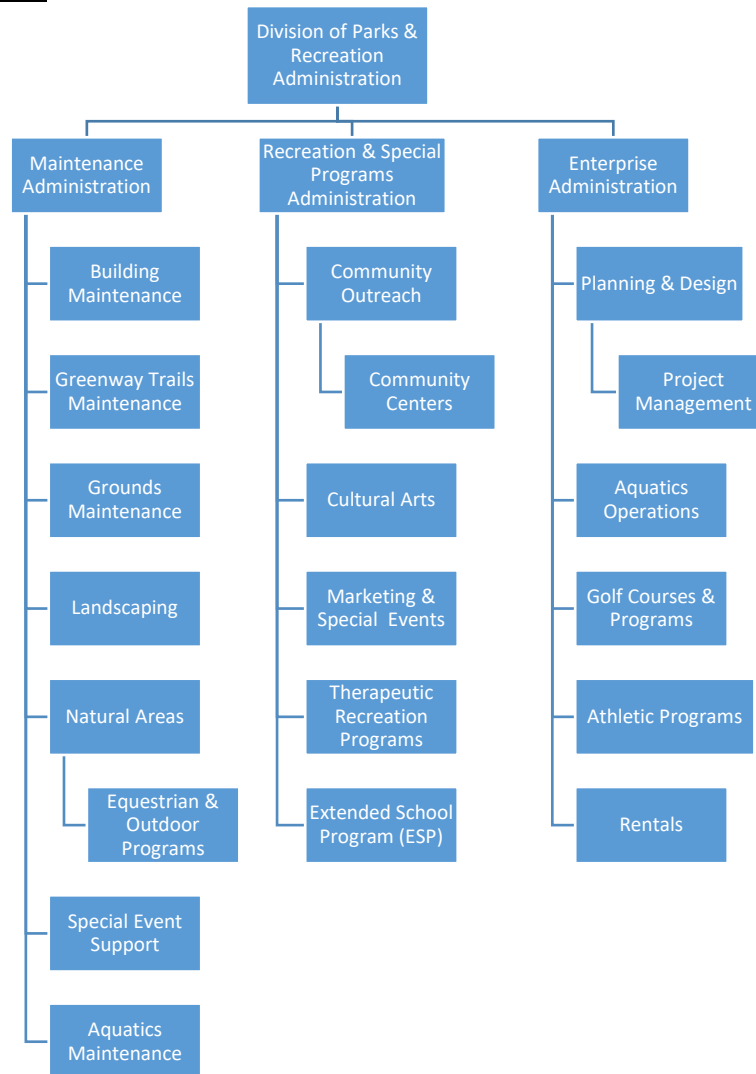 Division of Parks &
Recreation
Administration
Maintenance
Administration
Building
Maintenance
Greenway Trails
Maintenance
Grounds
Maintenance
Landscaping
Natural Areas
Equestrian &
Outdoor
Programs
Special Event
Support
Aquatics
Maintenance
Recreation & Special
Programs
Administration
Community
Outreach
Community
Centers
Cultural Arts
Marketing &
Special  Events
Therapeutic
Recreation
Programs
Extended School
Program (ESP)
Enterprise
Administration
Planning & Design
Project
Management
Aquatics
Operations
Golf Courses &
Programs
Athletic Programs
Rentals